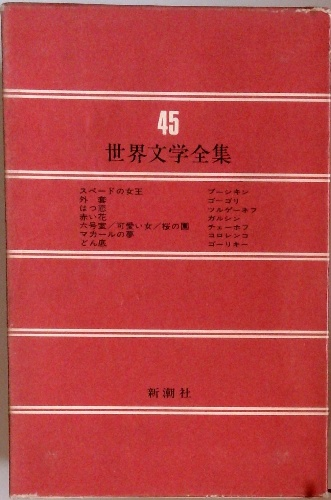 45
世界文学全集
スペードの女王 プーシキン
外套 ゴーゴリ
はつ恋 ツルゲーネフ
赤い花 ガルシン
六号室／可愛い女／桜の園 チェーホフ
マカールの夢 コロレンコ
どん底 ゴーリキー
新潮社